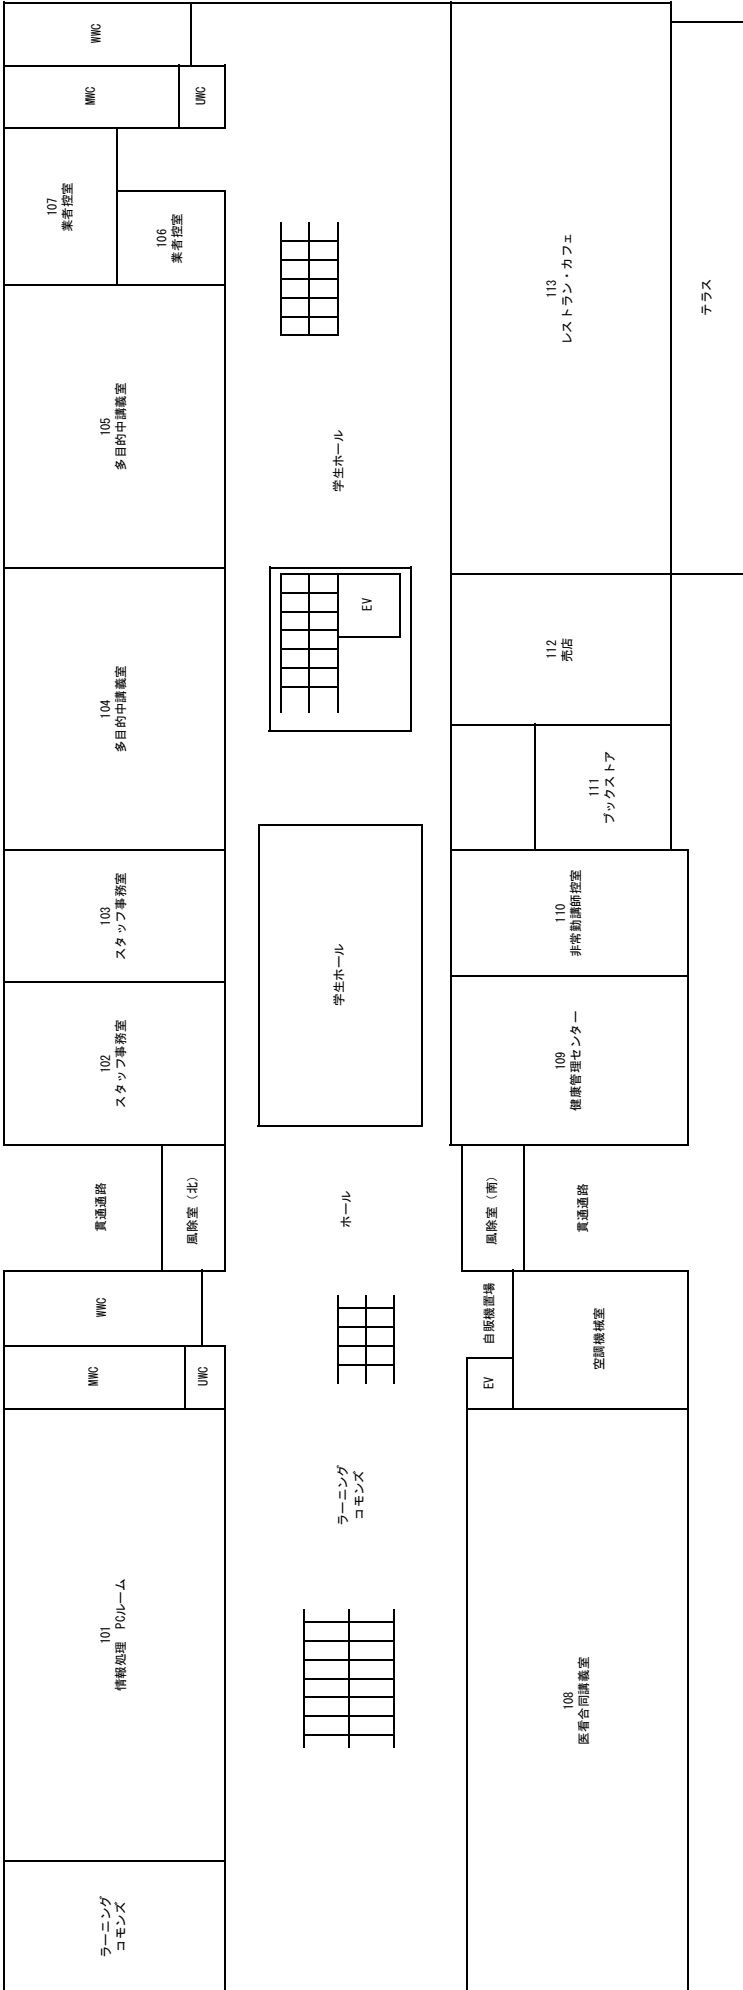 WWC
MWC
UWC
107
業者控室
106
業者控室
105
多目的中講義室
104
多目的中講義室
103
スタッフ事務室
102
スタッフ事務室
貫通通路
風除室（北）
WWC
MWC
UWC
101
情報処理　PCルーム
ラーニング
コモンズ
学生ホール
EV
学生ホール
ホール
ラーニング
コモンズ
113
レストラン・カフェ
テラス
112
売店
111
ブックストア
110
非常勤講師控室
109
健康管理センター
風除室（南）
貫通通路
自販機置場
EV
空調機械室
108
医看合同講義室